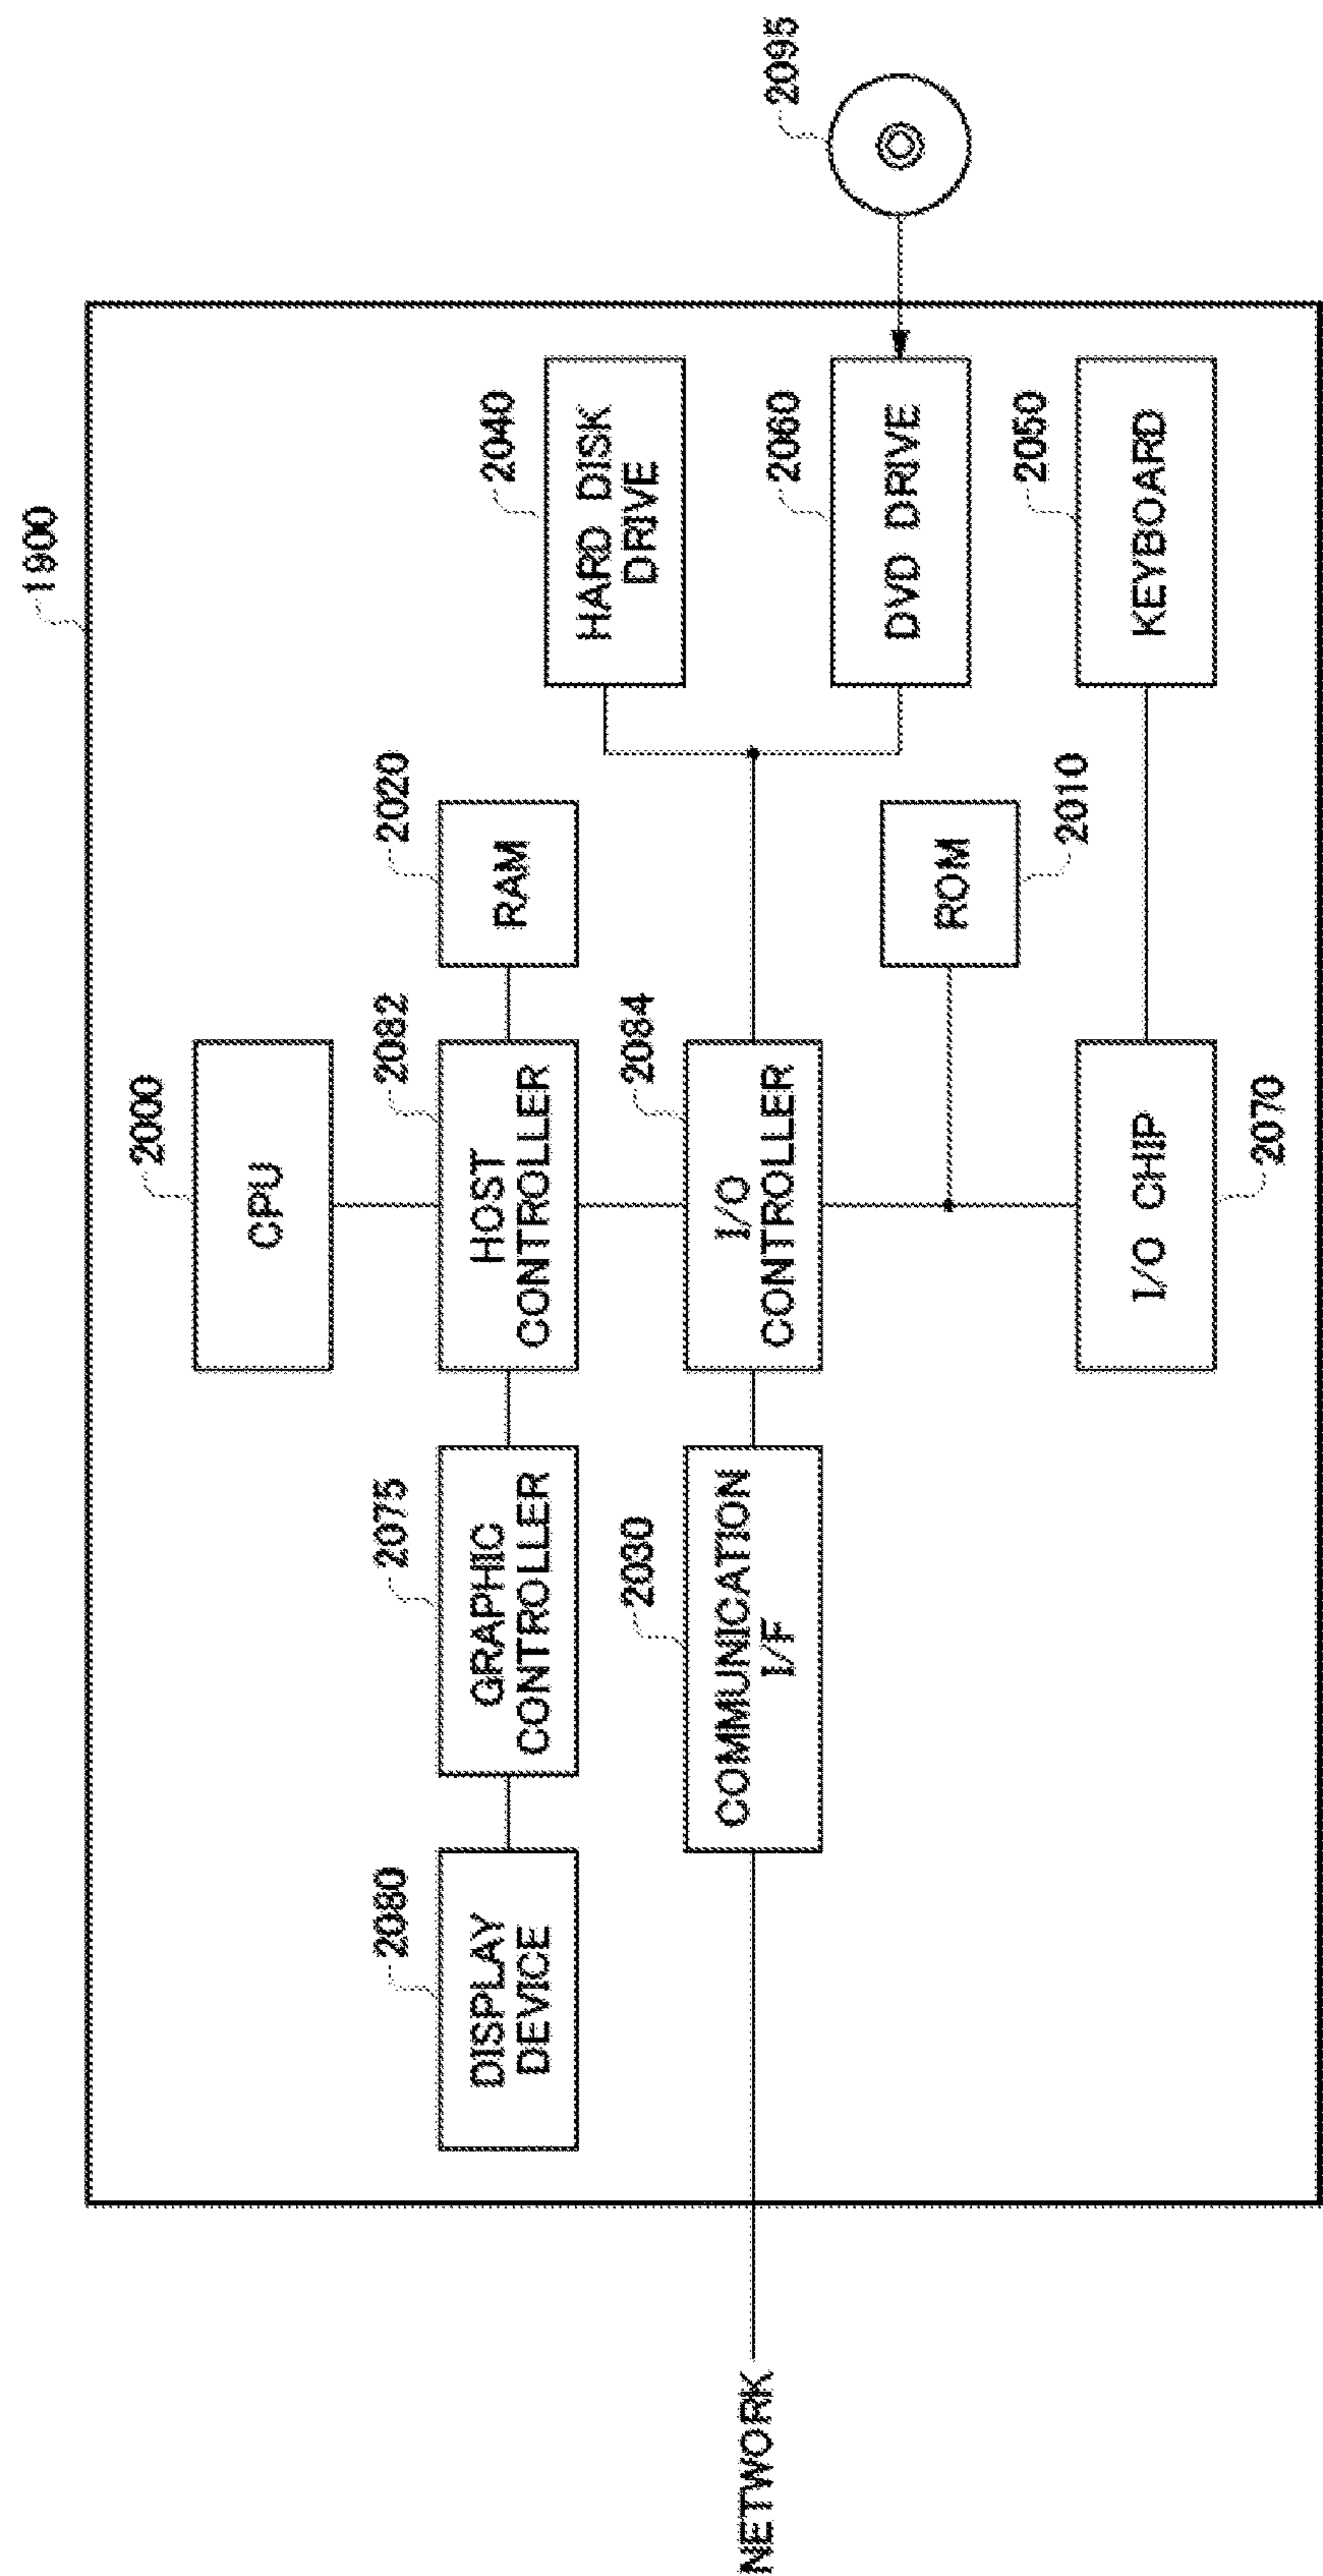 1900
2000
CPU
2080
DISPLAY
DEVICE
2075
GRAPHIC
CONTROLLER
2082
HOST
CONTROLLER
2020
RAM
2040
HARD DISK
DRIVE
NETWORK
2030
COMMUNICATION
I/F
2084
I/O
CONTROLLER
2060
DVD DRIVE
2095
ROM
2010
2050
KEYBOARD
I/O CHIP
2070